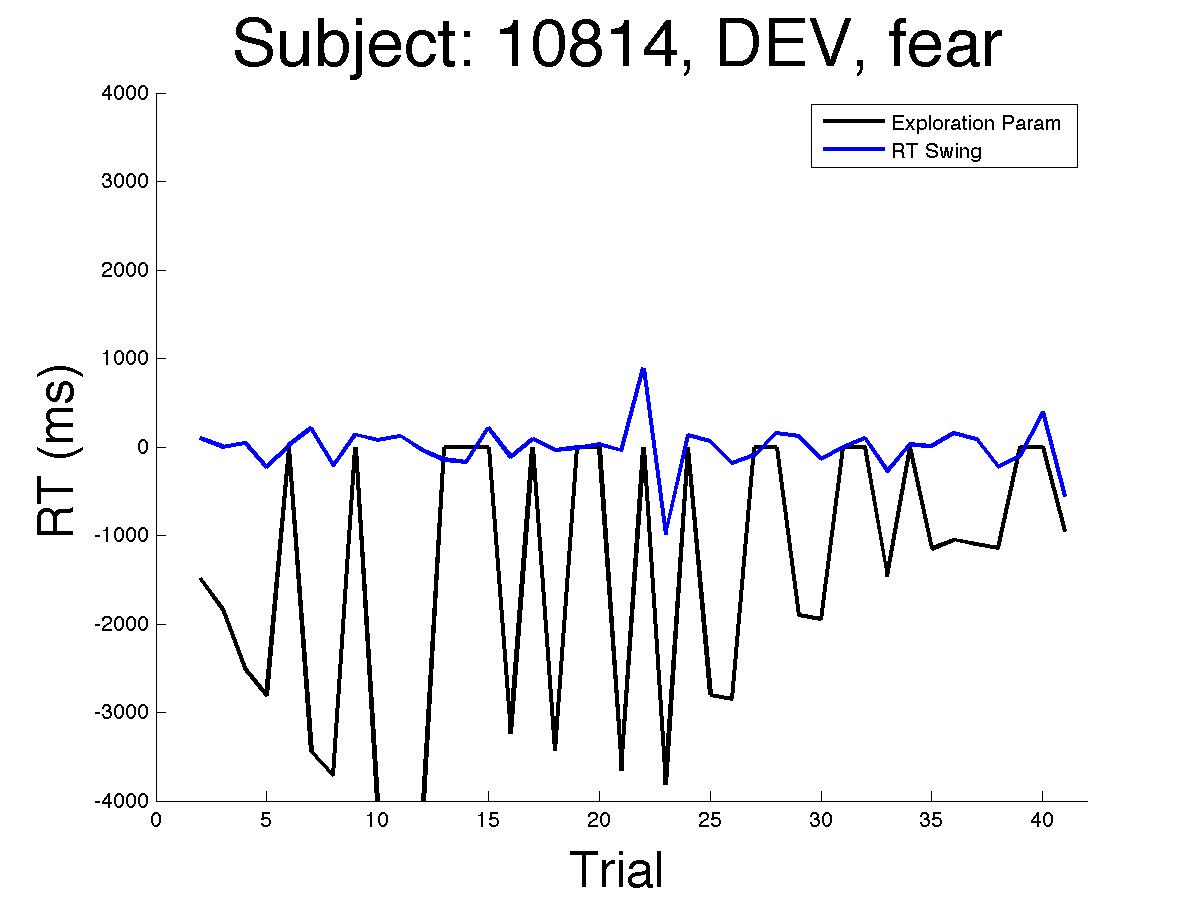 Subject: 10814, DEV, fear
Exploration Param
RT Swing
RT (ms)
4000
3000
2000
1000
0
-1000
-2000
-3000
-4000
0 5 10 15 20 25 30 35 40
Trial